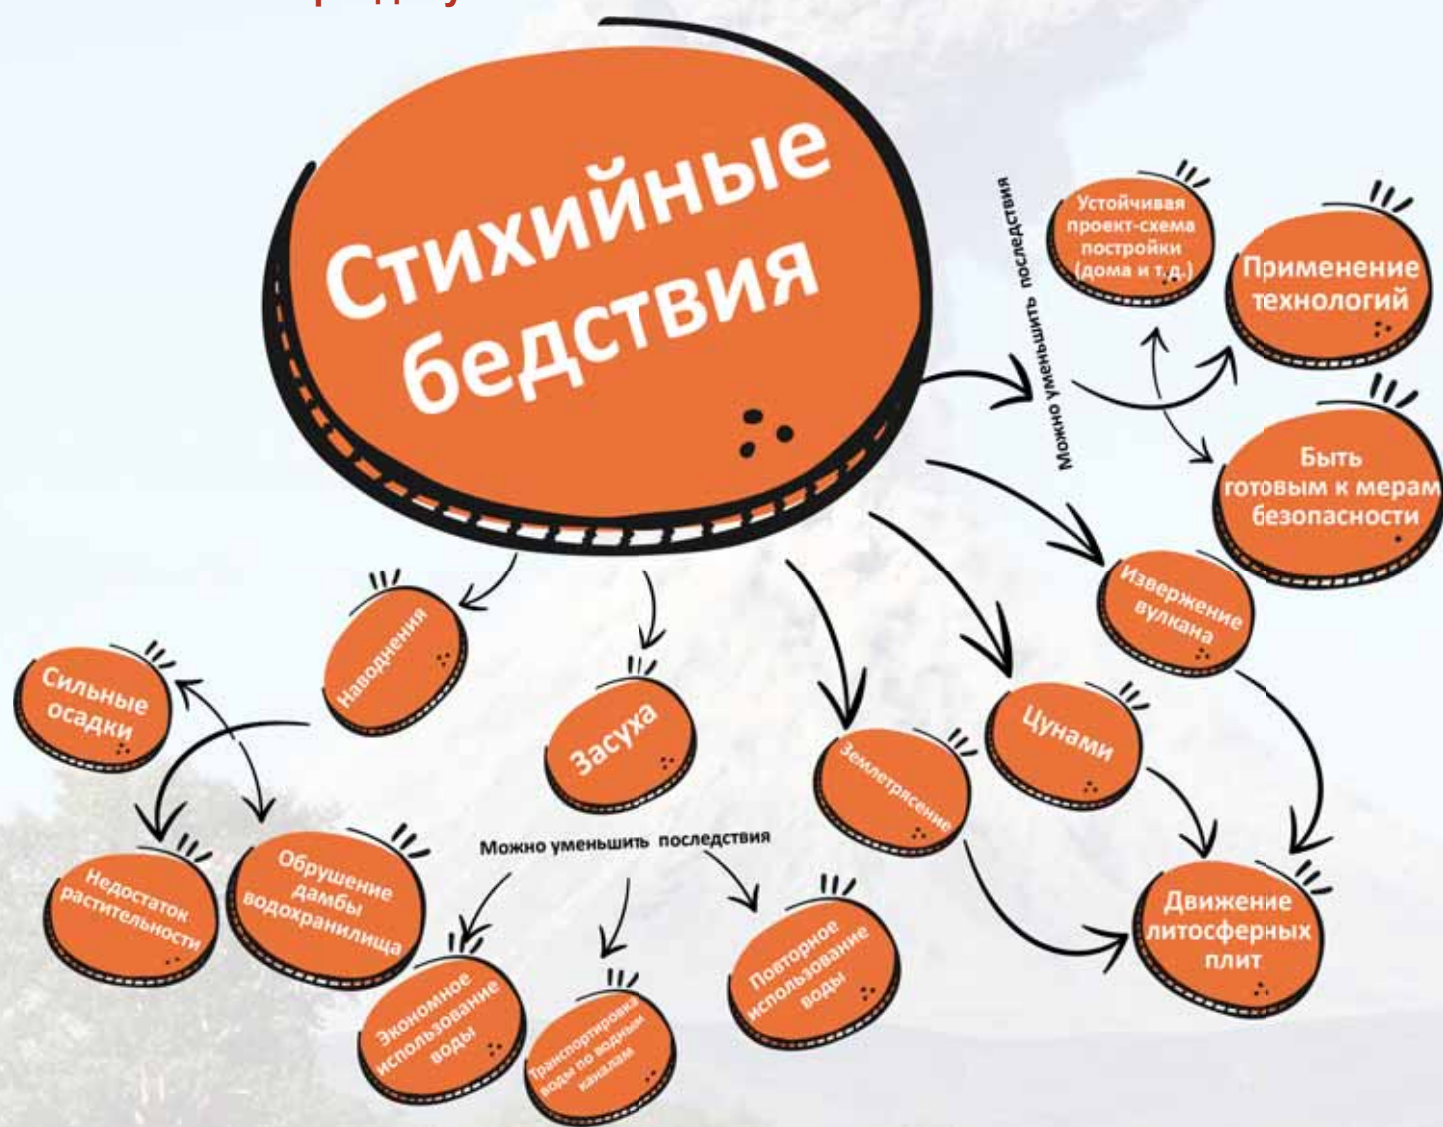 Стихийные
бедствия
Можно уменьшить последствия
Устойчивая
проект-схема
постройки
(дома и т.д.)
Применение
технологий
Быть
готовым к мерам
безопасности
Извержение
вулкана
Цунами
Землетрясение
Движение
литосферных
плит
Наводнения
Сильные
осадки
Недостаток
растительности
Обрушение
дамбы
водохранилища
Засуха
Можно уменьшить последствия
Экономное
использование
воды
Транспортировка
воды по водным
каналам
Повторное
использование
воды